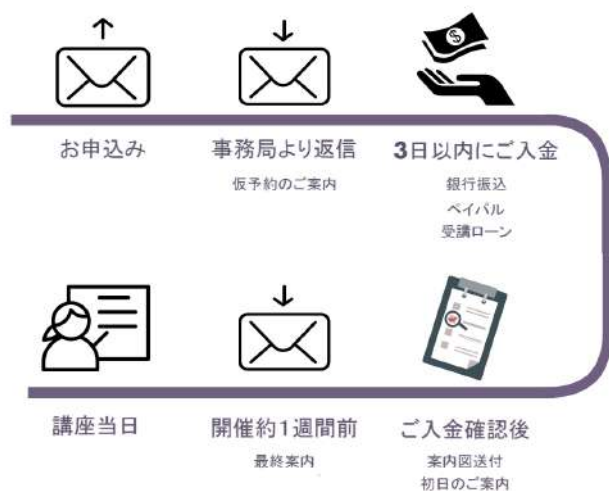 お申込み
事務局より返信
仮予約のご案内
3日以内にご入金
銀行振込
ペイパル
受講ローン
ご入金確認後
案内図送付
初日のご案内
開催約1週間前
最終案内
講座当日